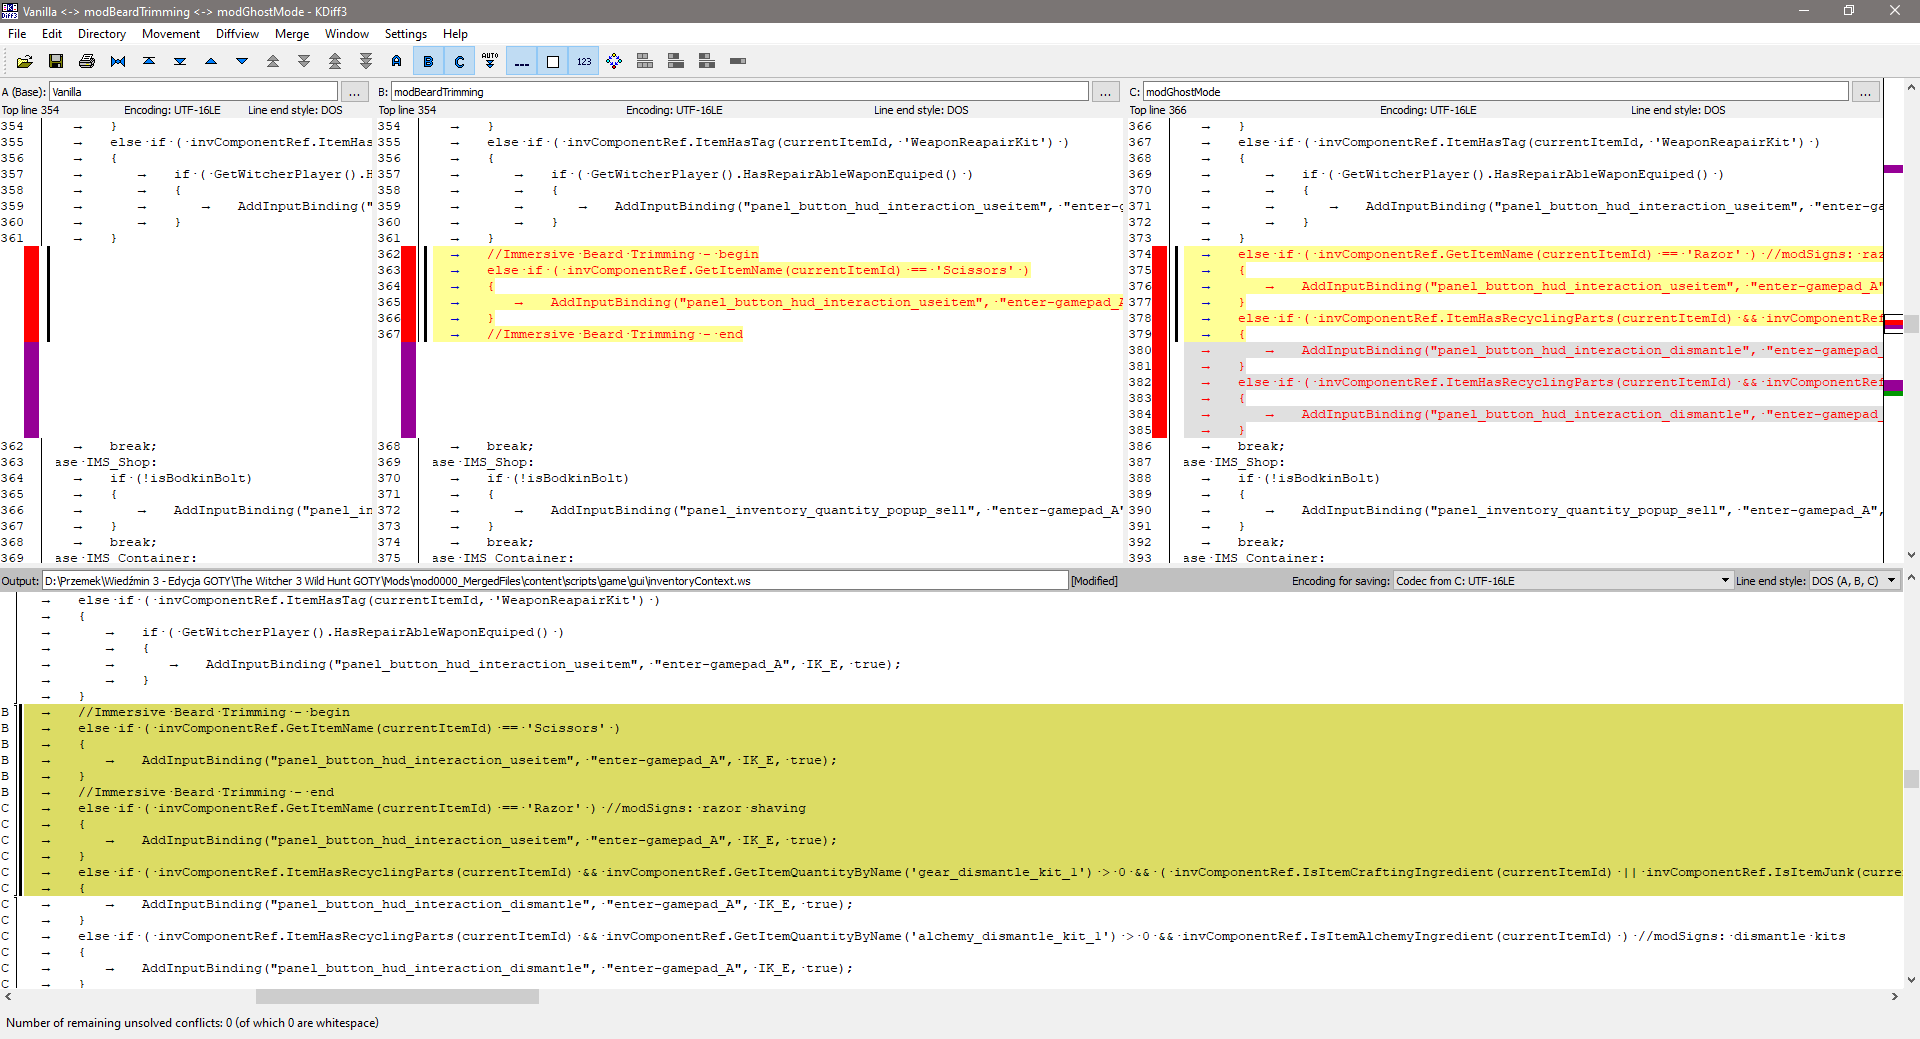 Vanilla <-> modBeardTrimming <-> modGhostMode - KDiff3
File Edit Directory Movement Diffview Merge Window Settings Help
A (Base): Vanilla ...
Top line 354 Encoding: UTF-16LE Line end style: DOS
354 → }
355 → else·if·(·invComponentRef.ItemHas
356 → {
357 → → if·(·GetWitcherPlayer().H
358 → → {
359 → → → AddInputBinding("
360 → → }
361 → }
362 → break;
363 ase·IMS_Shop:
364 → if·(!isBodkinBolt)
365 → {
366 → → AddInputBinding("panel_in
367 → }
368 → break;
369 ase·IMS_Container:
B: modBeardTrimming ...
Top line 354 Encoding: UTF-16LE Line end style: DOS
354 → }
355 → else·if·(·invComponentRef.ItemHasTag(currentItemId,·'WeaponReapairKit')·)
356 → {
357 → → if·(·GetWitcherPlayer().HasRepairAbleWaponEquiped()·)
358 → → {
359 → → → AddInputBinding("panel_button_hud_interaction_useitem",·"enter-g
360 → → }
361 → }
362 → //Immersive·Beard·Trimming·-·begin
363 → else·if·(·invComponentRef.GetItemName(currentItemId)·==·'Scissors'·)
364 → {
365 → → AddInputBinding("panel_button_hud_interaction_useitem",·"enter-gamepad_A
366 → }
367 → //Immersive·Beard·Trimming·-·end
368 → break;
369 ase·IMS_Shop:
370 → if·(!isBodkinBolt)
371 → {
372 → → AddInputBinding("panel_inventory_quantity_popup_sell",·"enter-gamepad_A"
373 → }
374 → break;
375 ase·IMS_Container:
C: modGhostMode ...
Top line 366 Encoding: UTF-16LE Line end style: DOS
366 → }
367 → else·if·(·invComponentRef.ItemHasTag(currentItemId,·'WeaponReapairKit')·)
368 → {
369 → → if·(·GetWitcherPlayer().HasRepairAbleWaponEquiped()·)
370 → → {
371 → → → AddInputBinding("panel_button_hud_interaction_useitem",·"enter-ga
372 → → }
373 → }
374 → else·if·(·invComponentRef.GetItemName(currentItemId)·==·'Razor'·)·//modSigns:·raz
375 → {
376 → → AddInputBinding("panel_button_hud_interaction_useitem",·"enter-gamepad_A"
377 → }
378 → else·if·(·invComponentRef.ItemHasRecyclingParts(currentItemId)·&&·invComponentRef
379 → {
380 → → AddInputBinding("panel_button_hud_interaction_dismantle",·"enter-gamepad_
381 → }
382 → else·if·(·invComponentRef.ItemHasRecyclingParts(currentItemId)·&&·invComponentRef
383 → {
384 → → AddInputBinding("panel_button_hud_interaction_dismantle",·"enter-gamepad_
385 → }
386 → break;
387 ase·IMS_Shop:
388 → if·(!isBodkinBolt)
389 → {
390 → → AddInputBinding("panel_inventory_quantity_popup_sell",·"enter-gamepad_A",
391 → }
392 → break;
393 ase·IMS_Container:
Output: D:\Przemek\Wiedźmin 3 - Edycja GOTY\The Witcher 3 Wild Hunt GOTY\Mods\mod0000_MergedFiles\content\scripts\game\gui\inventoryContext.ws [Modified] Encoding for saving: Codec from C: UTF-16LE Line end style: DOS (A, B, C)
→ else·if·(·invComponentRef.ItemHasTag(currentItemId,·'WeaponReapairKit')·)
→ {
→ → if·(·GetWitcherPlayer().HasRepairAbleWaponEquiped()·)
→ → {
→ → → AddInputBinding("panel_button_hud_interaction_useitem",·"enter-gamepad_A",·IK_E,·true);
→ → }
→ }
B → //Immersive·Beard·Trimming·-·begin
B → else·if·(·invComponentRef.GetItemName(currentItemId)·==·'Scissors'·)
B → {
B → → AddInputBinding("panel_button_hud_interaction_useitem",·"enter-gamepad_A",·IK_E,·true);
B → }
B → //Immersive·Beard·Trimming·-·end
C → else·if·(·invComponentRef.GetItemName(currentItemId)·==·'Razor'·)·//modSigns:·razor·shaving
C → {
C → → AddInputBinding("panel_button_hud_interaction_useitem",·"enter-gamepad_A",·IK_E,·true);
C → }
C → else·if·(·invComponentRef.ItemHasRecyclingParts(currentItemId)·&&·invComponentRef.GetItemQuantityByName('gear_dismantle_kit_1')·>·0·&&·(·invComponentRef.IsItemCraftingIngredient(currentItemId)·||·invComponentRef.IsItemJunk(curre
C → {
C → → AddInputBinding("panel_button_hud_interaction_dismantle",·"enter-gamepad_A",·IK_E,·true);
C → }
C → else·if·(·invComponentRef.ItemHasRecyclingParts(currentItemId)·&&·invComponentRef.GetItemQuantityByName('alchemy_dismantle_kit_1')·>·0·&&·invComponentRef.IsItemAlchemyIngredient(currentItemId)·)·//modSigns:·dismantle·kits
C → {
C → → AddInputBinding("panel_button_hud_interaction_dismantle",·"enter-gamepad_A",·IK_E,·true);
C → }
Number of remaining unsolved conflicts: 0 (of which 0 are whitespace)